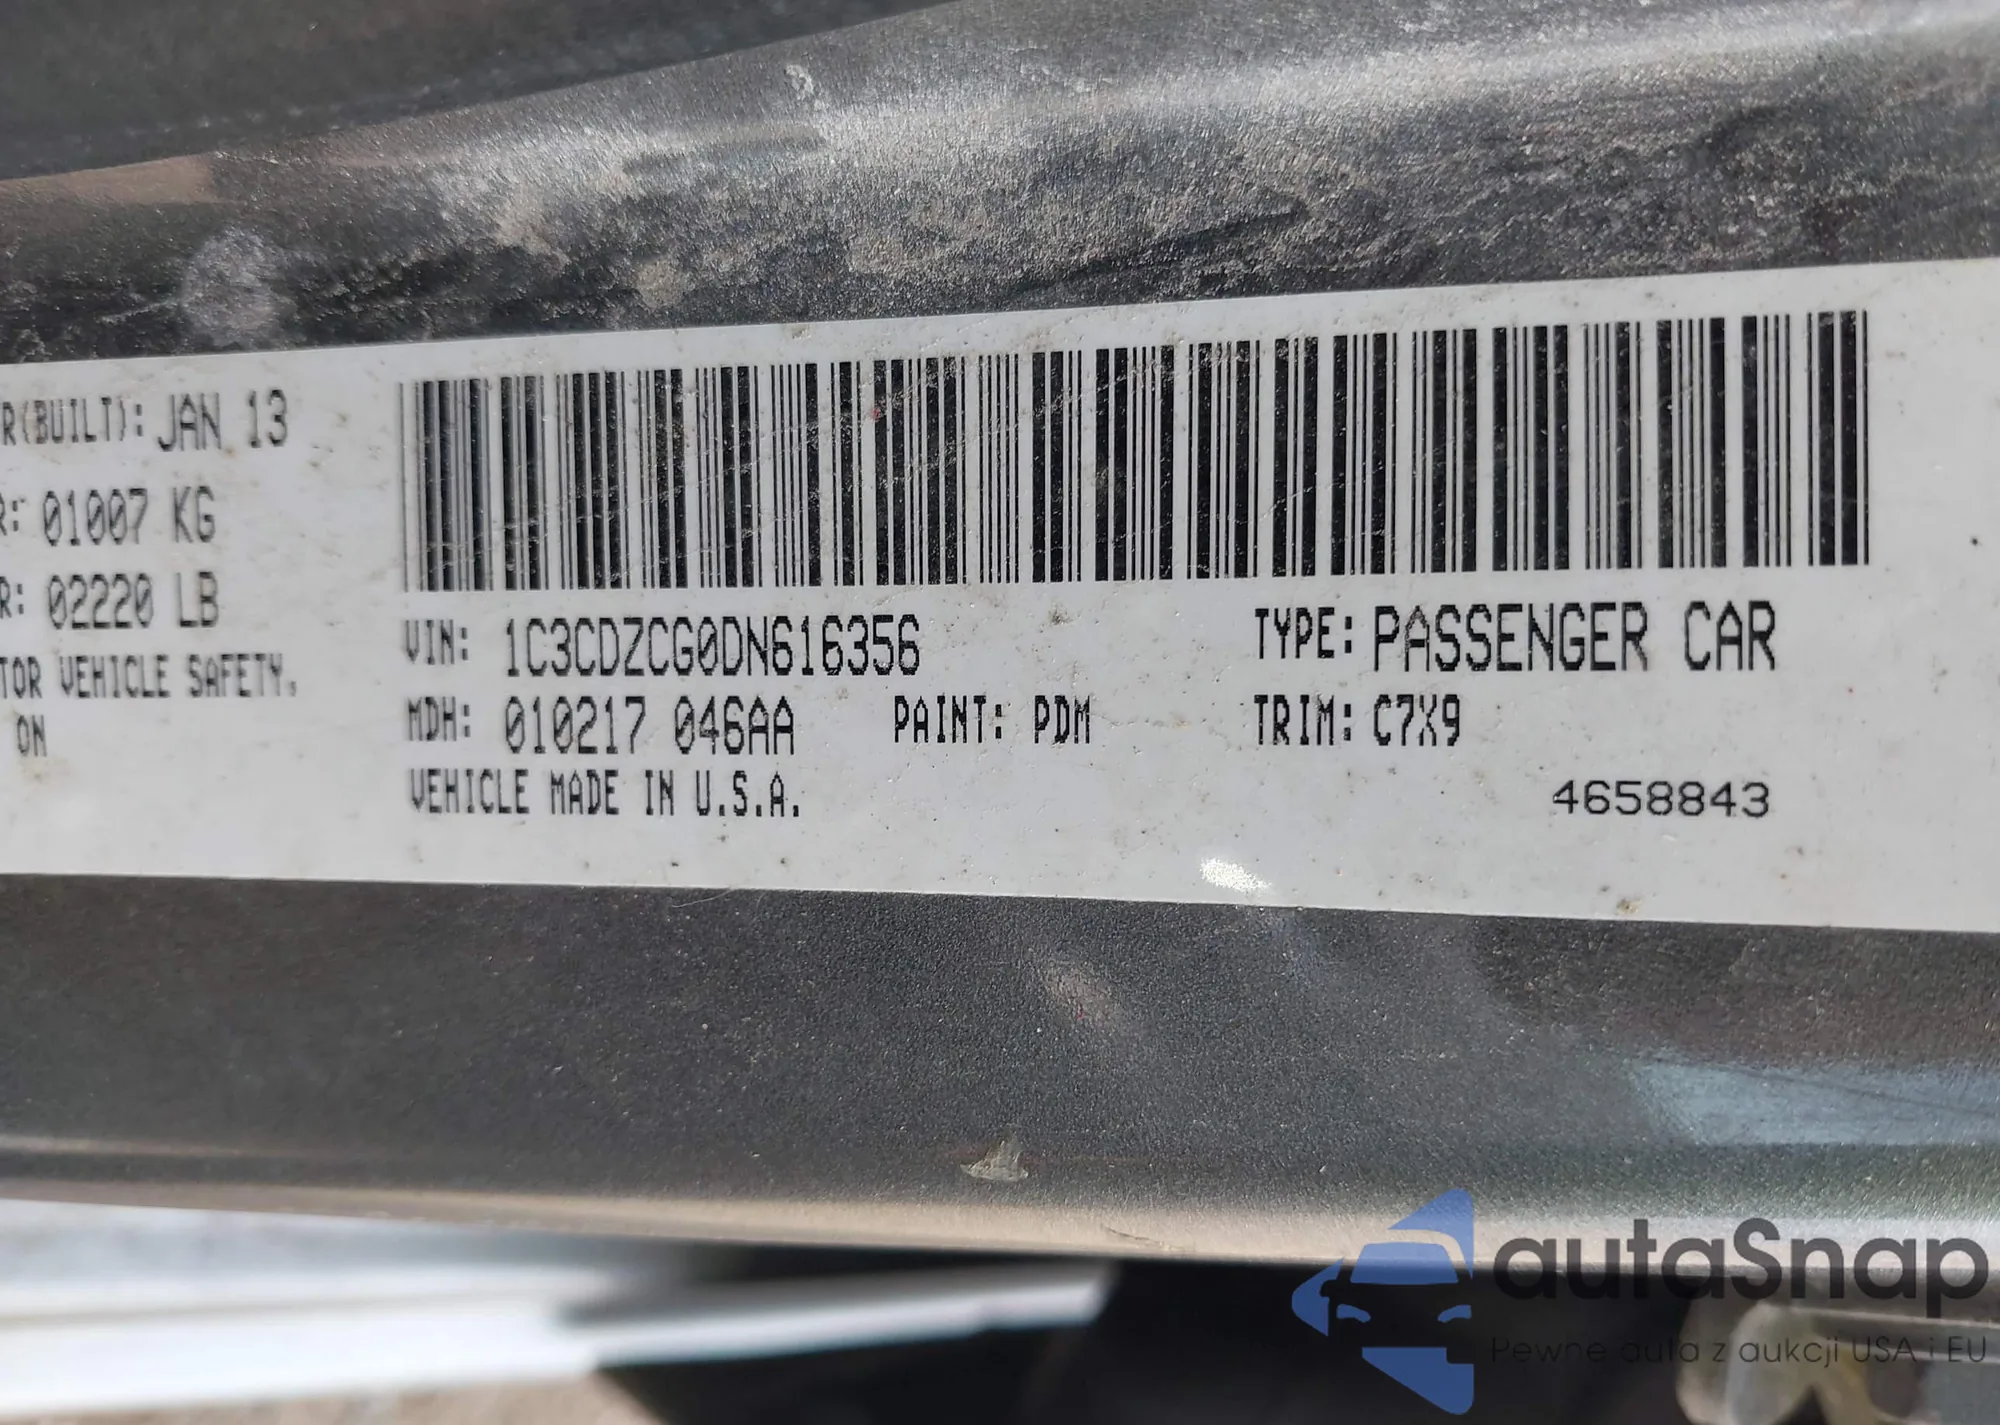 R(BUILT): JAN 13
R: 01007 KG
R: 02220 LB
TOR VEHICLE SAFETY,
ON
VIN: 1C3CDZCG0DN616356
TYPE: PASSENGER CAR
MDH: 010217 046AA
PAINT: PDM
TRIM: C7X9
VEHICLE MADE IN U.S.A.
4658843
autaSnap
Pewne auta z aukcji USA i EU